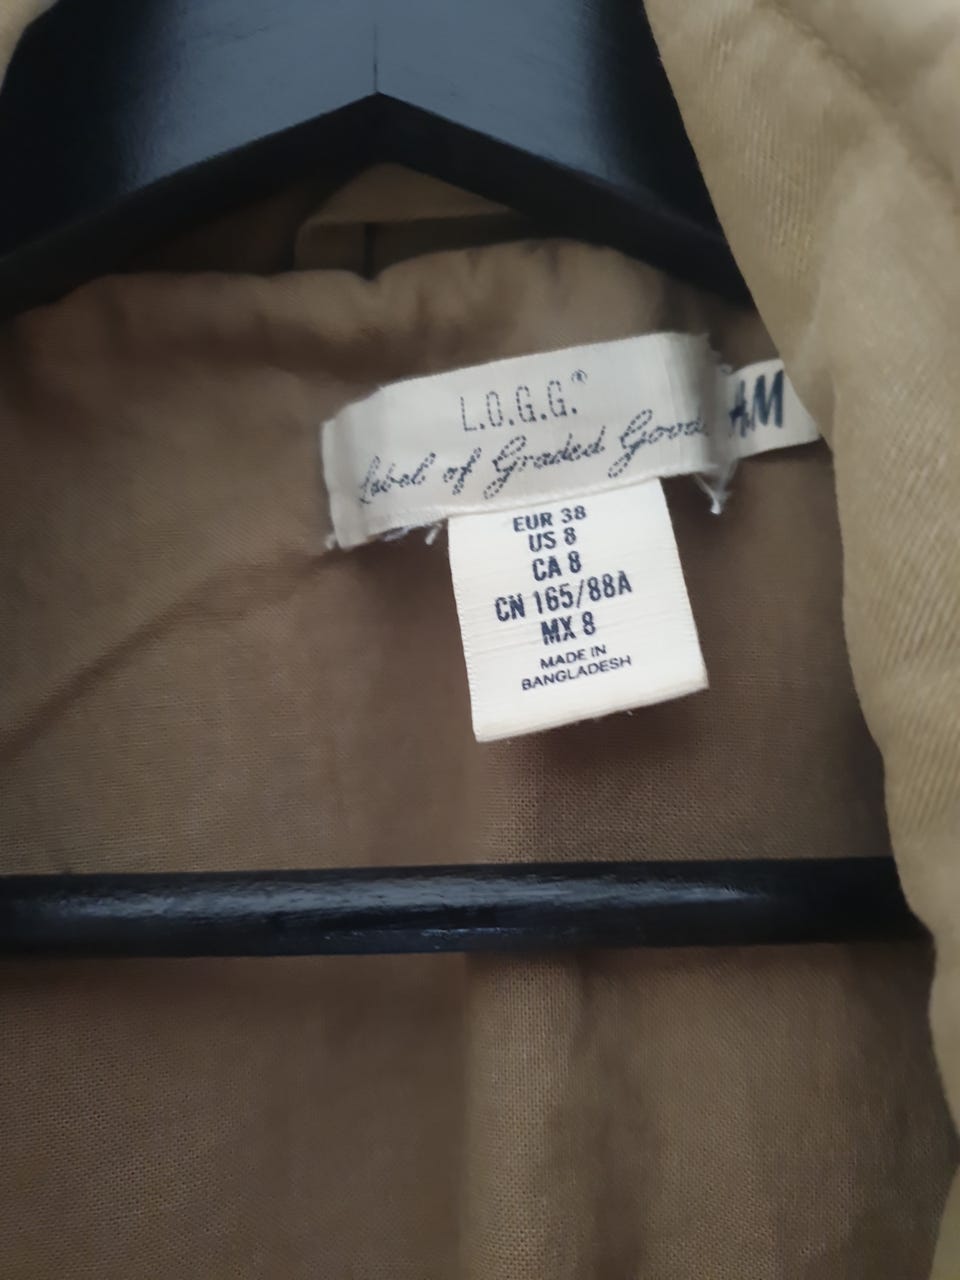 L.O.G.G.®
Label of Graded Goods
&M
EUR 38
US 8
CA 8
CN 165/88A
MX 8
MADE IN
BANGLADESH